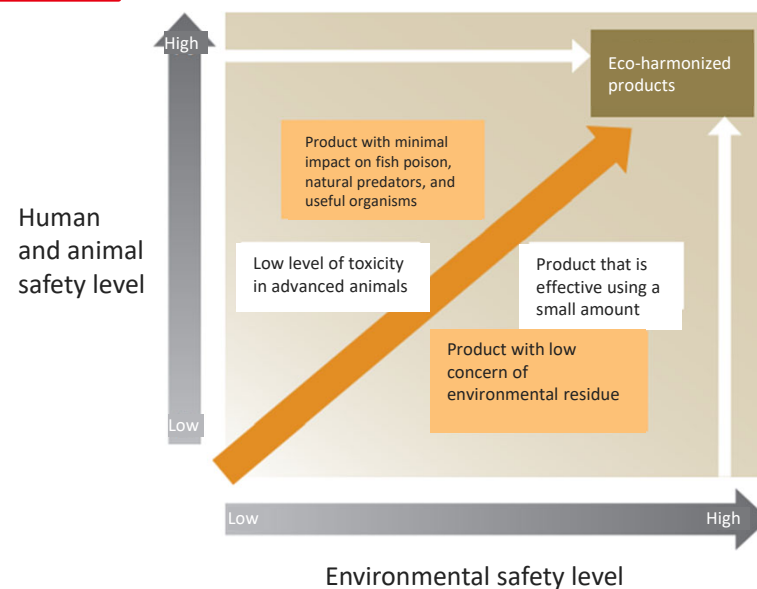 High
Eco-harmonized
products
Product with minimal
impact on fish poison,
natural predators, and
useful organisms
Human
and animal
safety level
Low level of toxicity
in advanced animals
Product that is
effective using a
small amount
Product with low
concern of
environmental residue
Low
Low
High
Environmental safety level